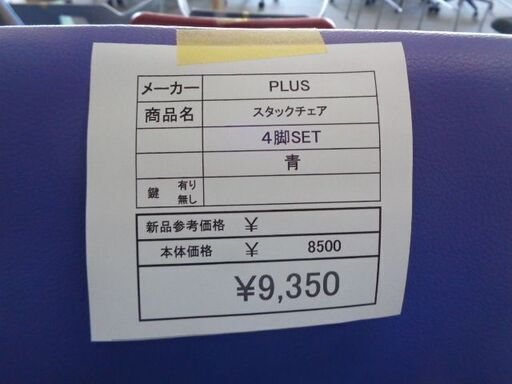 メーカー PLUS
商品名 スタックチェア
４脚SET
青
鍵 有り 無し
新品参考価格 ￥
本体価格 ￥ 8500
￥9,350